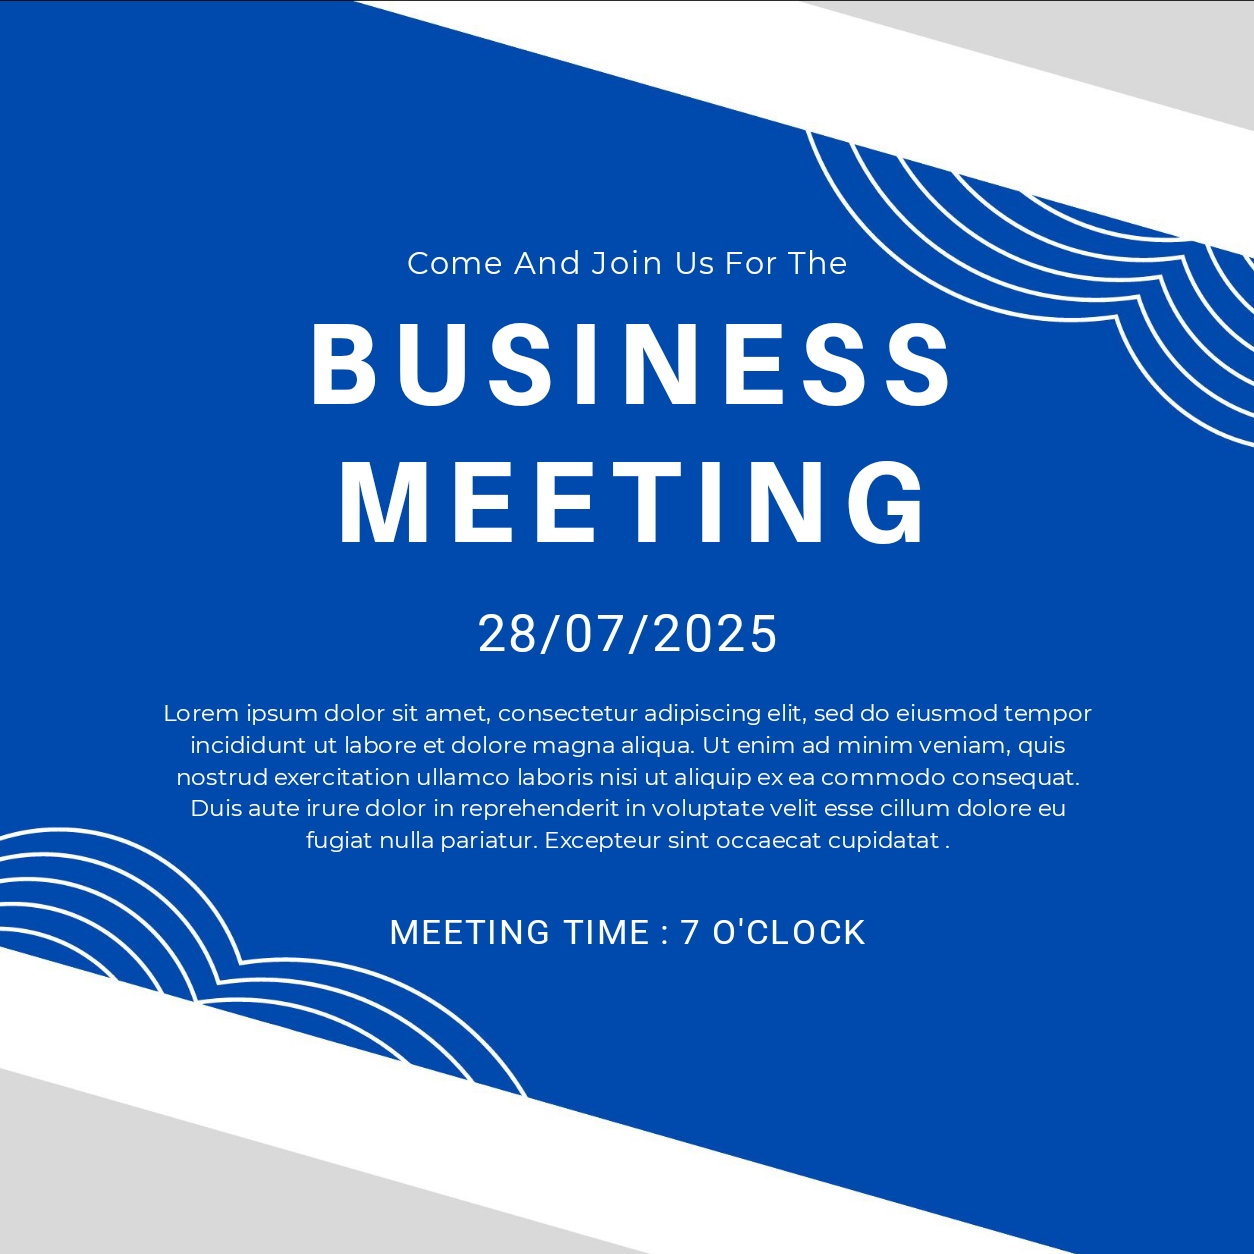 Come And Join Us For The
BUSINESS
MEETING
28/07/2025
Lorem ipsum dolor sit amet, consectetur adipiscing elit, sed do eiusmod tempor
incididunt ut labore et dolore magna aliqua. Ut enim ad minim veniam, quis
nostrud exercitation ullamco laboris nisi ut aliquip ex ea commodo consequat.
Duis aute irure dolor in reprehenderit in voluptate velit esse cillum dolore eu
fugiat nulla pariatur. Excepteur sint occaecat cupidatat .
MEETING TIME : 7 O'CLOCK